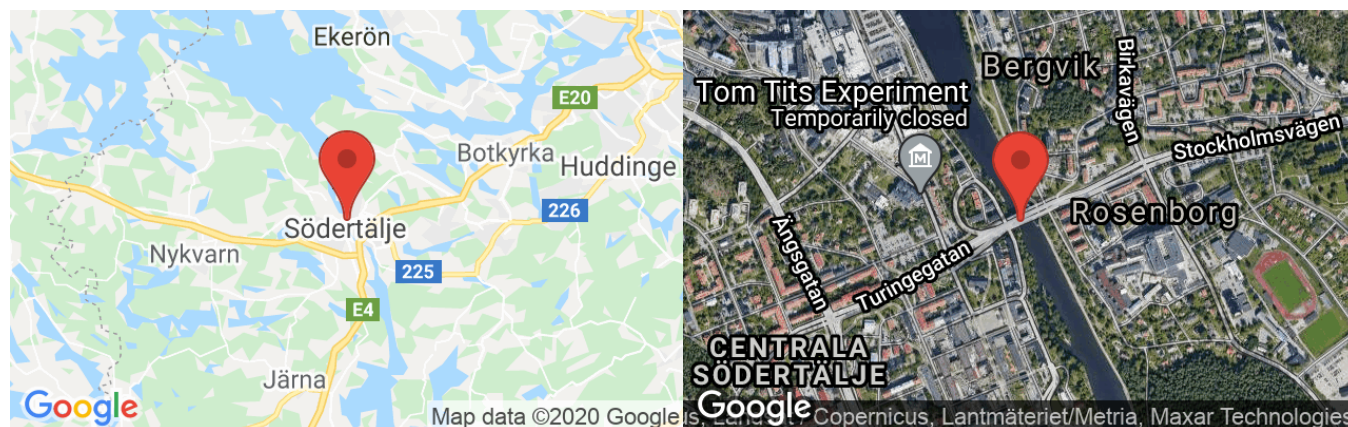 Ekerön
E20
Botkyrka
Huddinge
226
Södertälje
Nykvarn
225
E4
Järna
Google
Map data ©2020 Google
Bergvik
Birkavägen
Tom Tits Experiment
Temporarily closed
Stockholmsvägen
Rosenborg
Ängsgatan
Turingegatan
CENTRALA
SÖDERTÄLJE
Google
Copernicus, Lantmäteriet/Metria, Maxar Technologies